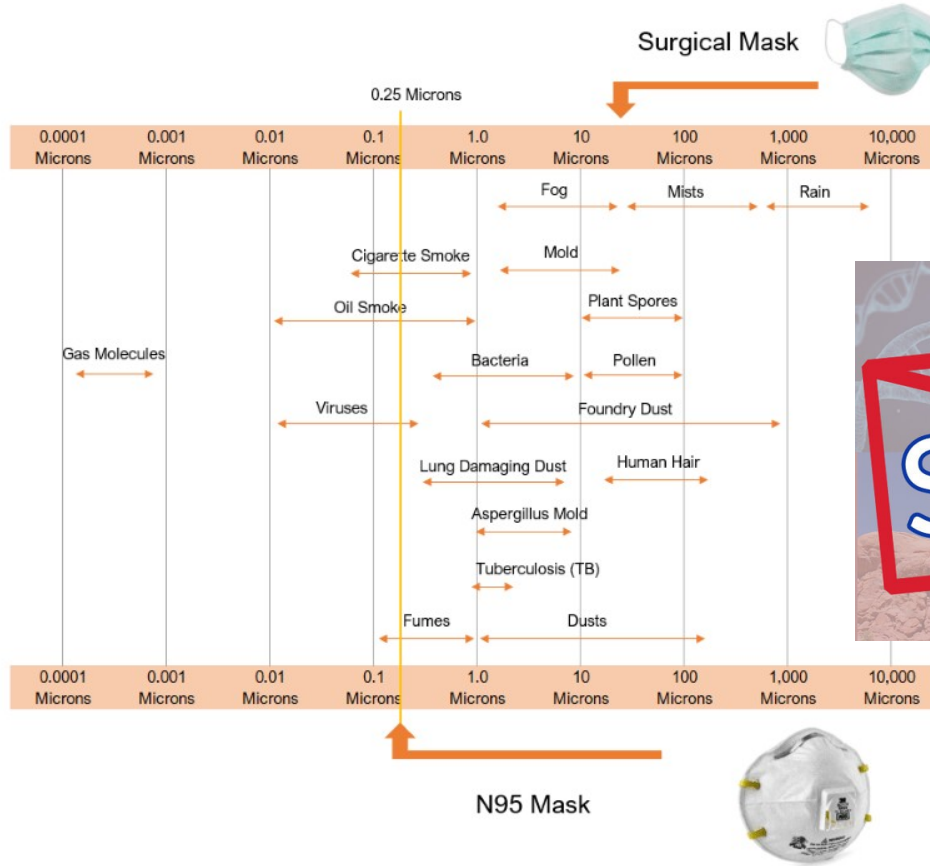 Surgical Mask
0.25 Microns
0.0001 0.001 0.01 0.1 1.0 10 100 1,000 10,000
Microns Microns Microns Microns Microns Microns Microns Microns Microns
Fog Mists Rain
Cigarette Smoke Mold
Oil Smoke Plant Spores
Gas Molecules Bacteria Pollen
Viruses Foundry Dust
Lung Damaging Dust Human Hair
Aspergillus Mold
Tuberculosis (TB)
Fumes Dusts
0.0001 0.001 0.01 0.1 1.0 10 100 1,000 10,000
Microns Microns Microns Microns Microns Microns Microns Microns Microns
N95 Mask